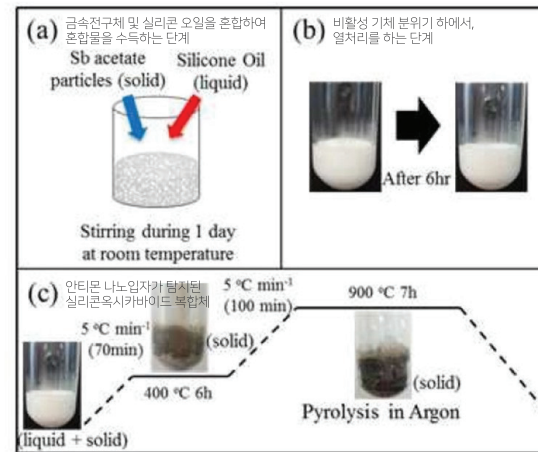 (a) 금속전구체 및 실리콘 오일을 혼합하여
혼합물을 수득하는 단계
Sb acetate
particles (solid)
Silicone Oil
(liquid)
Stirring during 1 day
at room temperature
(b) 비활성 기체 분위기 하에서,
열처리를 하는 단계
After 6hr
(c) 안티몬 나노입자가 담지된
실리콘옥시카바이드 복합체
5 °C min⁻¹
(70min)
(solid)
5 °C min⁻¹
(100 min)
900 °C 7h
400 °C 6h
(solid)
(liquid + solid)
Pyrolysis in Argon